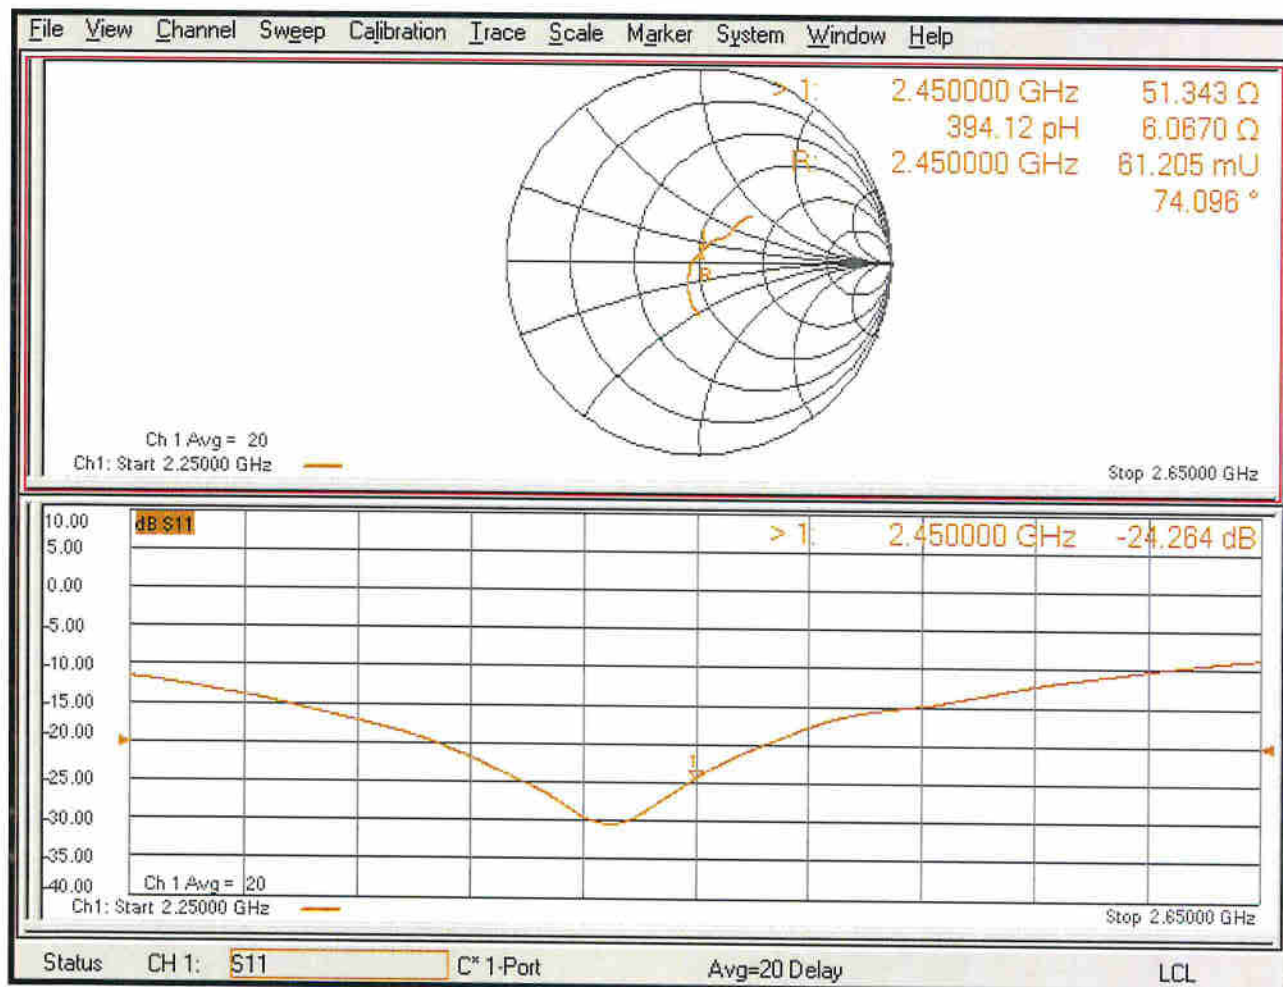 File View Channel Sweep Calibration Trace Scale Marker System Window Help
> 1: 2.450000 GHz 51.343 Ω
394.12 pH 6.0670 Ω
R: 2.450000 GHz 61.205 mU
74.096 °
1
R
Ch 1 Avg = 20
Ch1: Start 2.25000 GHz
Stop 2.65000 GHz
10.00
dB S11
> 1: 2.450000 GHz -24.264 dB
5.00
0.00
-5.00
-10.00
-15.00
-20.00
-25.00
1
-30.00
-35.00
-40.00
Ch 1 Avg = 20
Ch1: Start 2.25000 GHz
Stop 2.65000 GHz
Status CH 1: S11 C* 1-Port Avg=20 Delay LCL